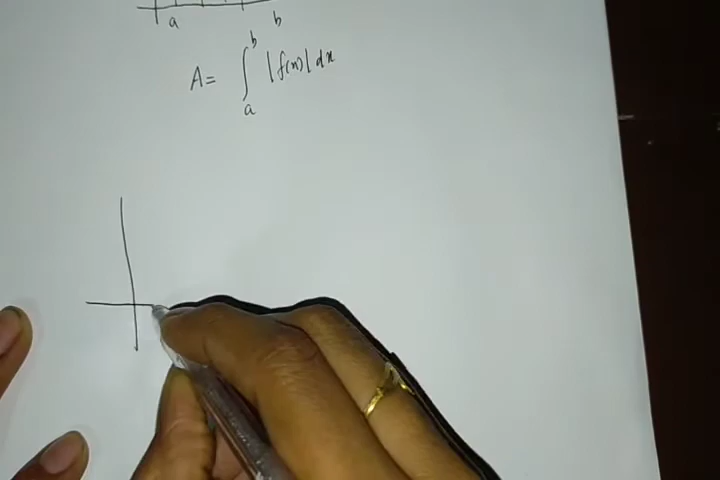 a b
A = ∫_a^b |f(x)| dx